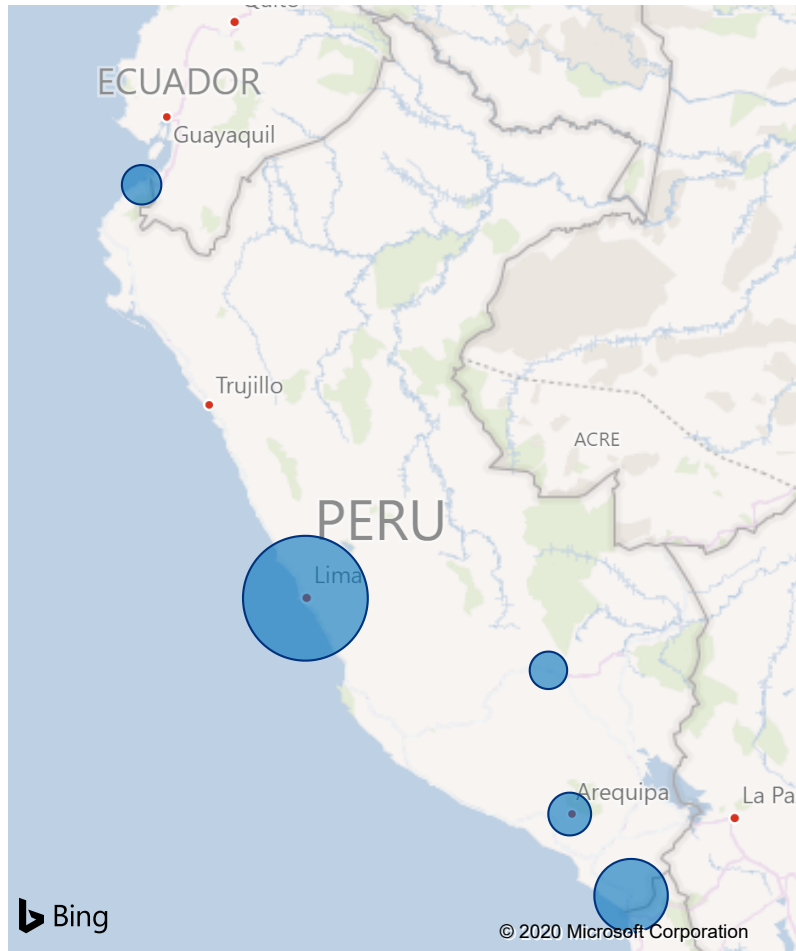 Quito
ECUADOR
Guayaquil
Trujillo
ACRE
PERU
Lima
Arequipa
La Pa
Bing
© 2020 Microsoft Corporation